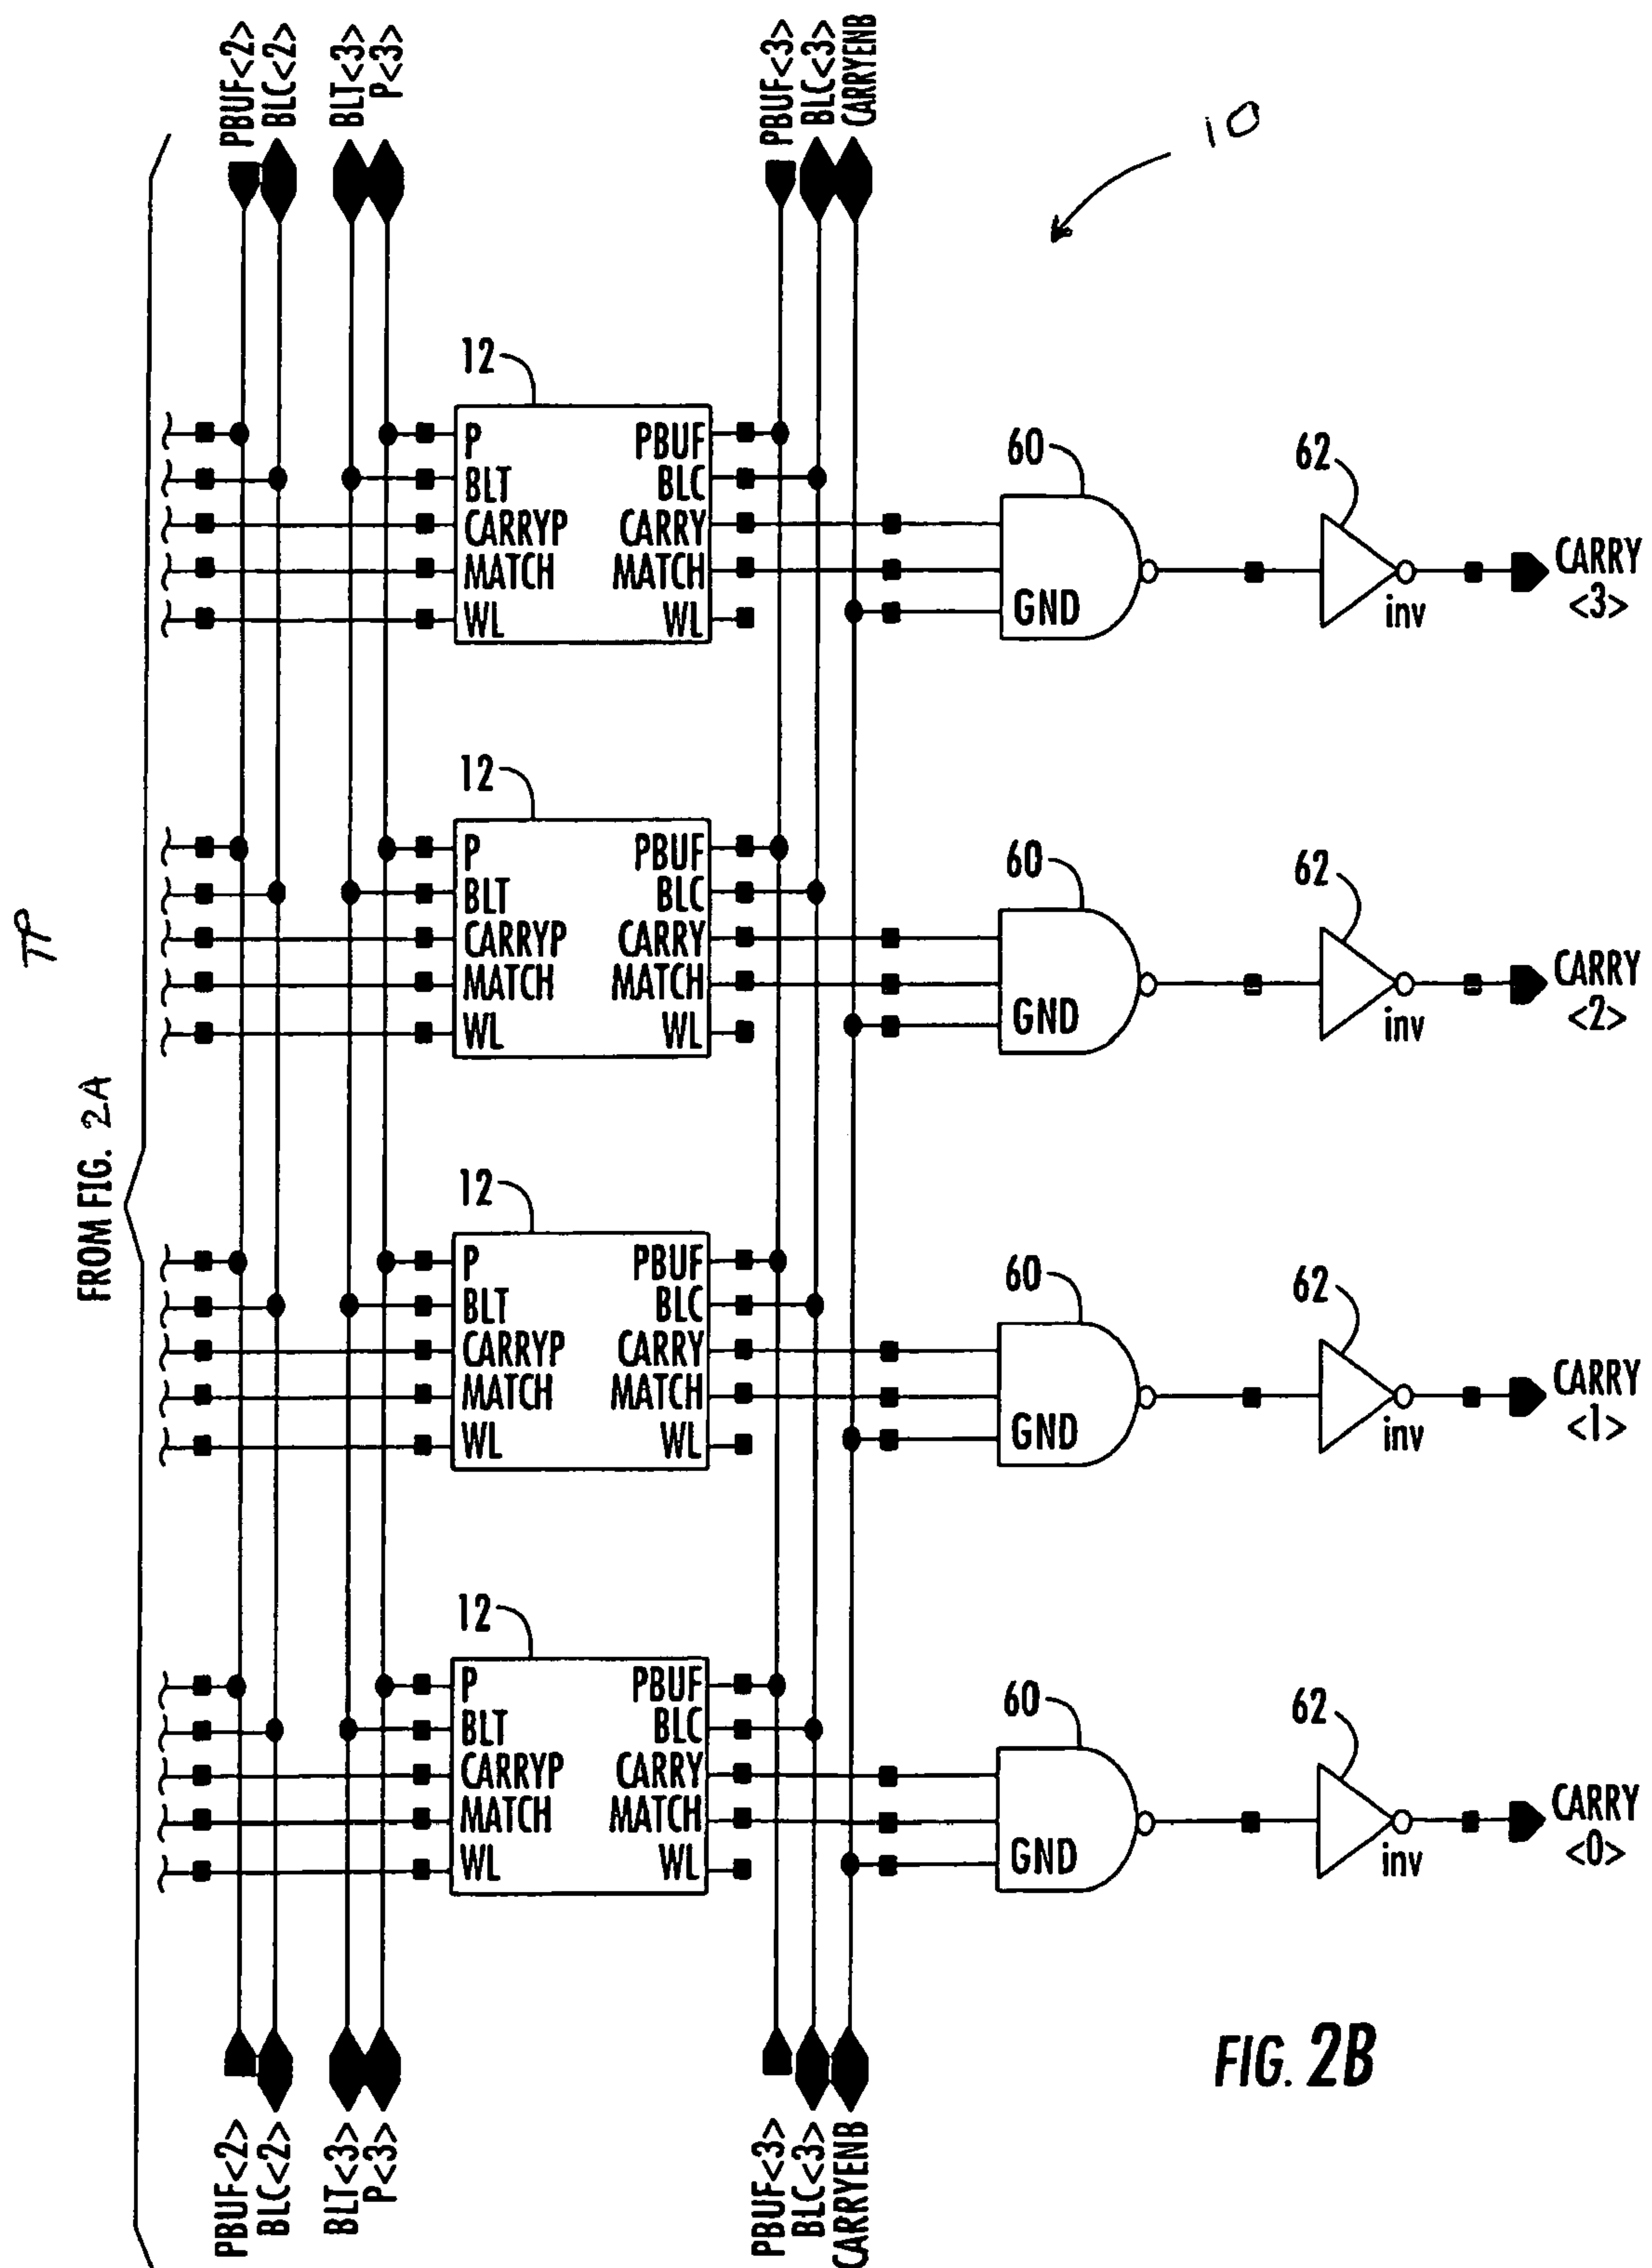 PBUF<2>
BLC<2>
BLT<3>
P<3>
PBUF<3>
BLC<3>
CARRYENB
10
FROM FIG. 2A
12
P
BLT
CARRYP
MATCH
WL
PBUF
BLC
CARRY
MATCH
WL
60
GND
62
inv
CARRY
<3>
12
P
BLT
CARRYP
MATCH
WL
PBUF
BLC
CARRY
MATCH
WL
60
GND
62
inv
CARRY
<2>
12
P
BLT
CARRYP
MATCH
WL
PBUF
BLC
CARRY
MATCH
WL
60
GND
62
inv
CARRY
<1>
12
P
BLT
CARRYP
MATCH
WL
PBUF
BLC
CARRY
MATCH
WL
60
GND
62
inv
CARRY
<0>
PBUF<2>
BLC<2>
BLT<3>
P<3>
PBUF<3>
BLC<3>
CARRYENB
FIG. 2B